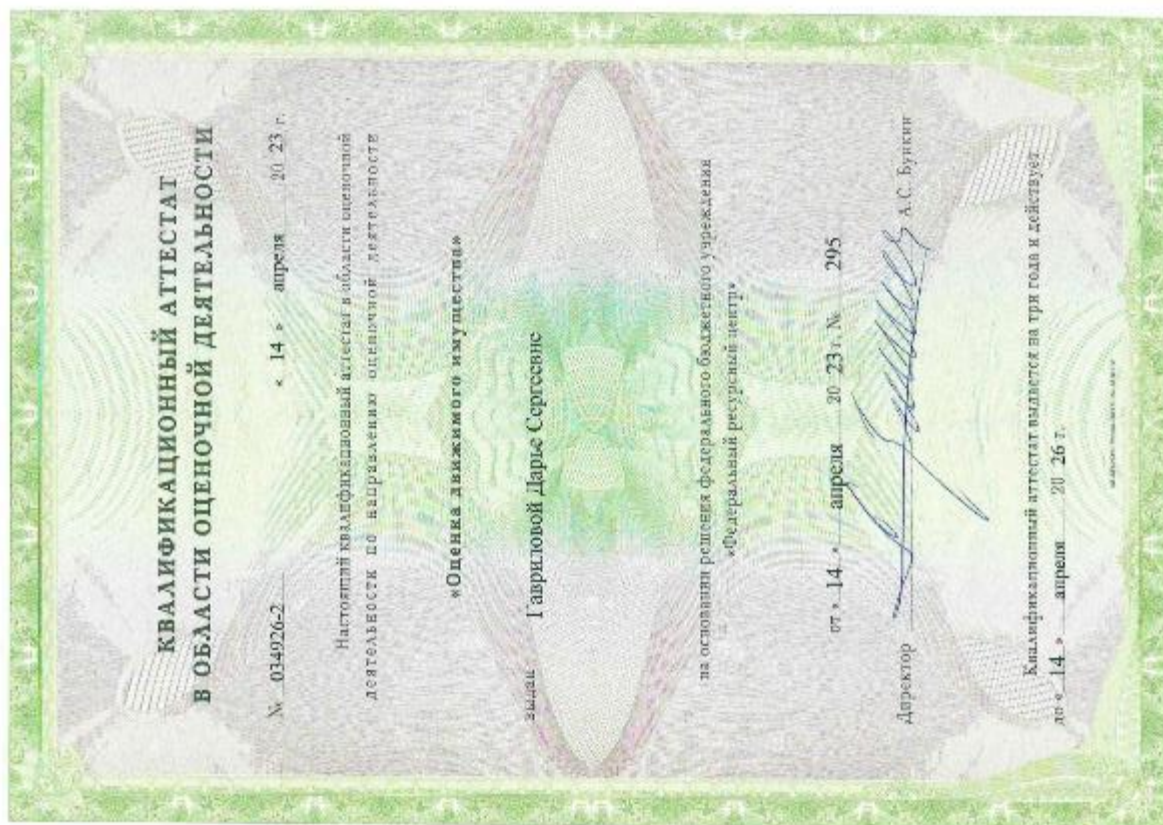 КВАЛИФИКАЦИОННЫЙ АТТЕСТАТ
В ОБЛАСТИ ОЦЕНОЧНОЙ ДЕЯТЕЛЬНОСТИ
№ 034926-2 « 14 » апреля 20 23 г.
Настоящий квалификационный аттестат в области оценочной
деятельности по направлению оценочной деятельности
«Оценка движимого имущества»
выдан Гавриловой Дарье Сергеевне
на основании решения федерального бюджетного учреждения
«Федеральный ресурсный центр»
от « 14 » апреля 20 23 г. № 295
Директор А.С. Бункин
Квалификационный аттестат выдается на три года и действует
до « 14 » апреля 20 26 г.